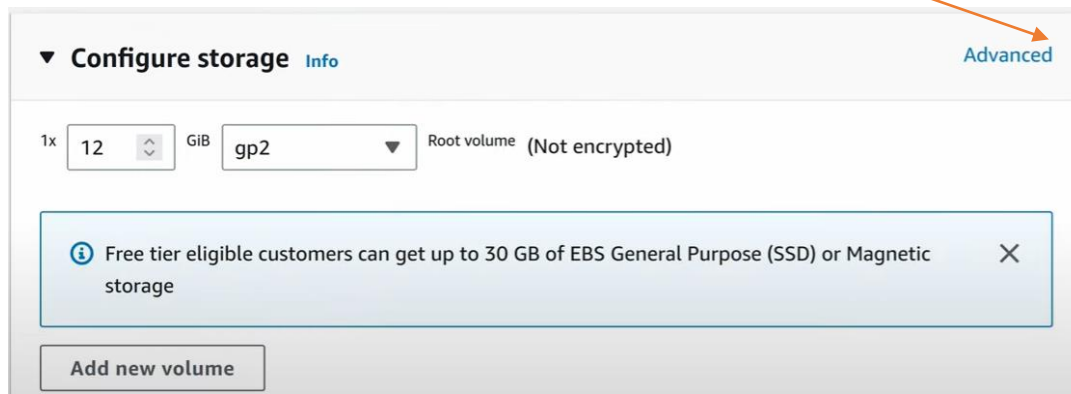 Configure storage Info
Advanced
1x 12 GiB gp2 Root volume (Not encrypted)
Free tier eligible customers can get up to 30 GB of EBS General Purpose (SSD) or Magnetic
storage
Add new volume